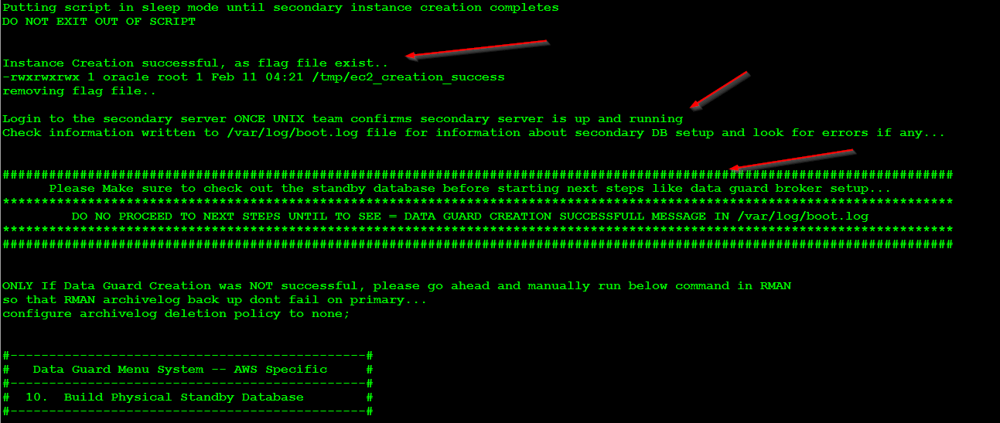 Putting script in sleep mode until secondary instance creation completes
DO NOT EXIT OUT OF SCRIPT
Instance Creation successful, as flag file exist..
-rwxrwxrwx 1 oracle root 1 Feb 11 04:21 /tmp/ec2_creation_success
removing flag file..
Login to the secondary server ONCE UNIX team confirms secondary server is up and running
Check information written to /var/log/boot.log file for information about secondary DB setup and look for errors if any...
###########################################################################################################################
Please Make sure to check out the standby database before starting next steps like data guard broker setup...
***************************************************************************************************************************
DO NO PROCEED TO NEXT STEPS UNTIL TO SEE = DATA GUARD CREATION SUCCESSFULL MESSAGE IN /var/log/boot.log
***************************************************************************************************************************
###########################################################################################################################
ONLY If Data Guard Creation was NOT successful, please go ahead and manually run below command in RMAN
so that RMAN archivelog back up dont fail on primary...
configure archivelog deletion policy to none;
#----------------------------------------------#
#   Data Guard Menu System -- AWS Specific     #
#----------------------------------------------#
#  10.  Build Physical Standby Database        #
#----------------------------------------------#